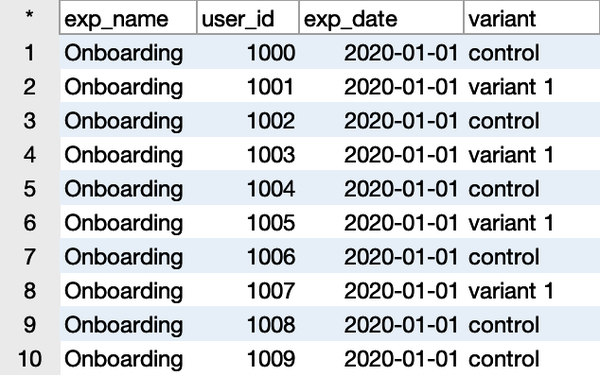 * exp_name user_id exp_date variant
1 Onboarding 1000 2020-01-01 control
2 Onboarding 1001 2020-01-01 variant 1
3 Onboarding 1002 2020-01-01 control
4 Onboarding 1003 2020-01-01 variant 1
5 Onboarding 1004 2020-01-01 control
6 Onboarding 1005 2020-01-01 variant 1
7 Onboarding 1006 2020-01-01 control
8 Onboarding 1007 2020-01-01 variant 1
9 Onboarding 1008 2020-01-01 control
10 Onboarding 1009 2020-01-01 control